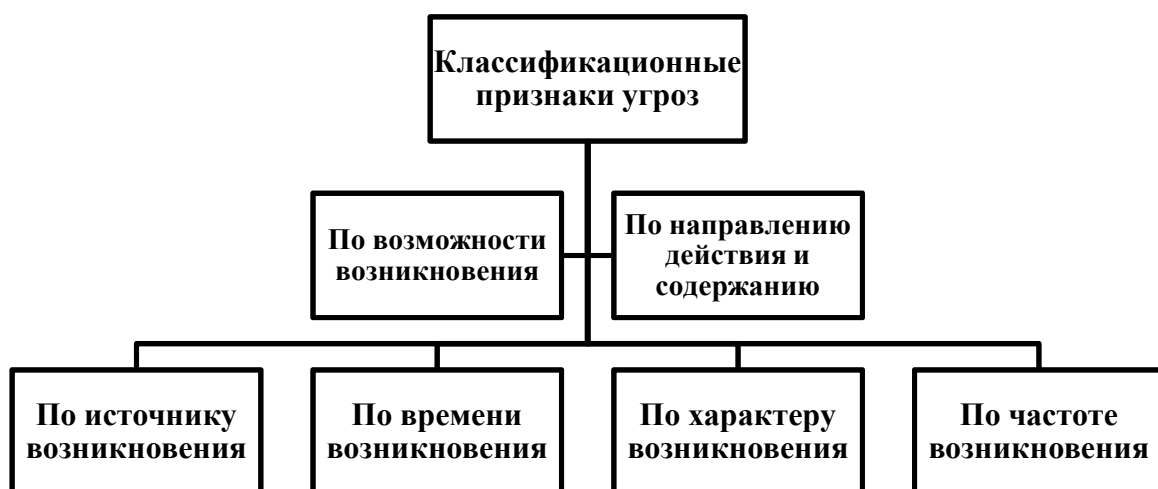 Классификационные
признаки угроз
По возможности
возникновения
По направлению
действия и
содержанию
По источнику
возникновения
По времени
возникновения
По характеру
возникновения
По частоте
возникновения